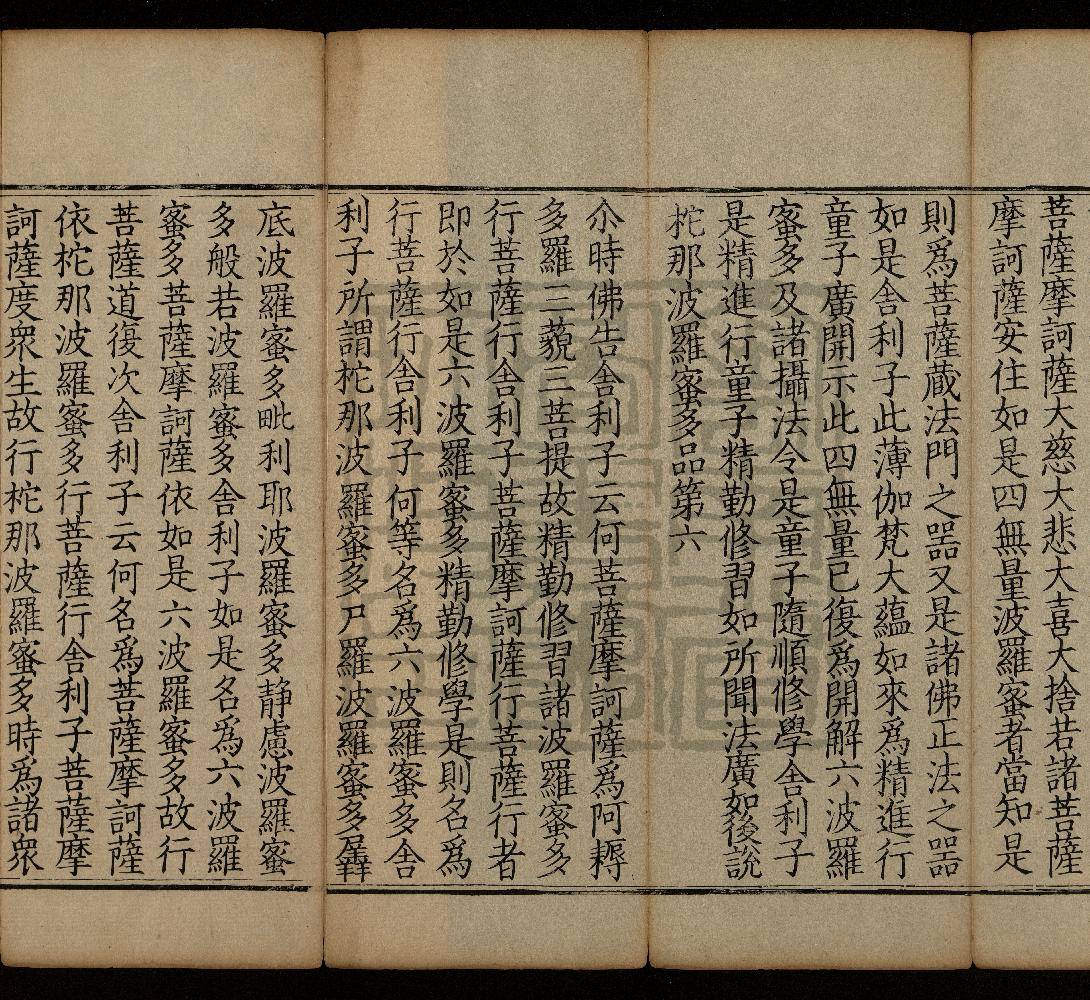 菩薩摩訶薩大慈大悲大喜大捨若諸菩薩
摩訶薩安住如是四無量波羅蜜者當知是
則爲菩薩蔵法門之器又是諸佛正法之器
如是舎利子此薄伽梵大蘊如來爲精進行
童子廣開示此四無量已復爲開解六波羅
蜜多及諸攝法令是童子隨順修學舎利子
是精進行童子精勤修習如所聞法廣如後說
柁那波羅蜜多品第六
尒時佛告舎利子云何菩薩摩訶薩爲阿耨
多羅三藐三菩提故精勤修習諸波羅蜜多
行菩薩行舎利子菩薩摩訶薩行菩薩行者
即於如是六波羅蜜多精勤修學是則名爲
行菩薩行舎利子何等名爲六波羅蜜多舎
利子所謂柁那波羅蜜多尸羅波羅蜜多羼
底波羅蜜多毗利耶波羅蜜多静慮波羅蜜
多般若波羅蜜多舎利子如是名爲六波羅
蜜多菩薩摩訶薩依如是六波羅蜜多故行
菩薩道復次舎利子云何名爲菩薩摩訶薩
依柁那波羅蜜多行菩薩行舎利子菩薩摩
訶薩度衆生故行柁那波羅蜜多時爲諸衆